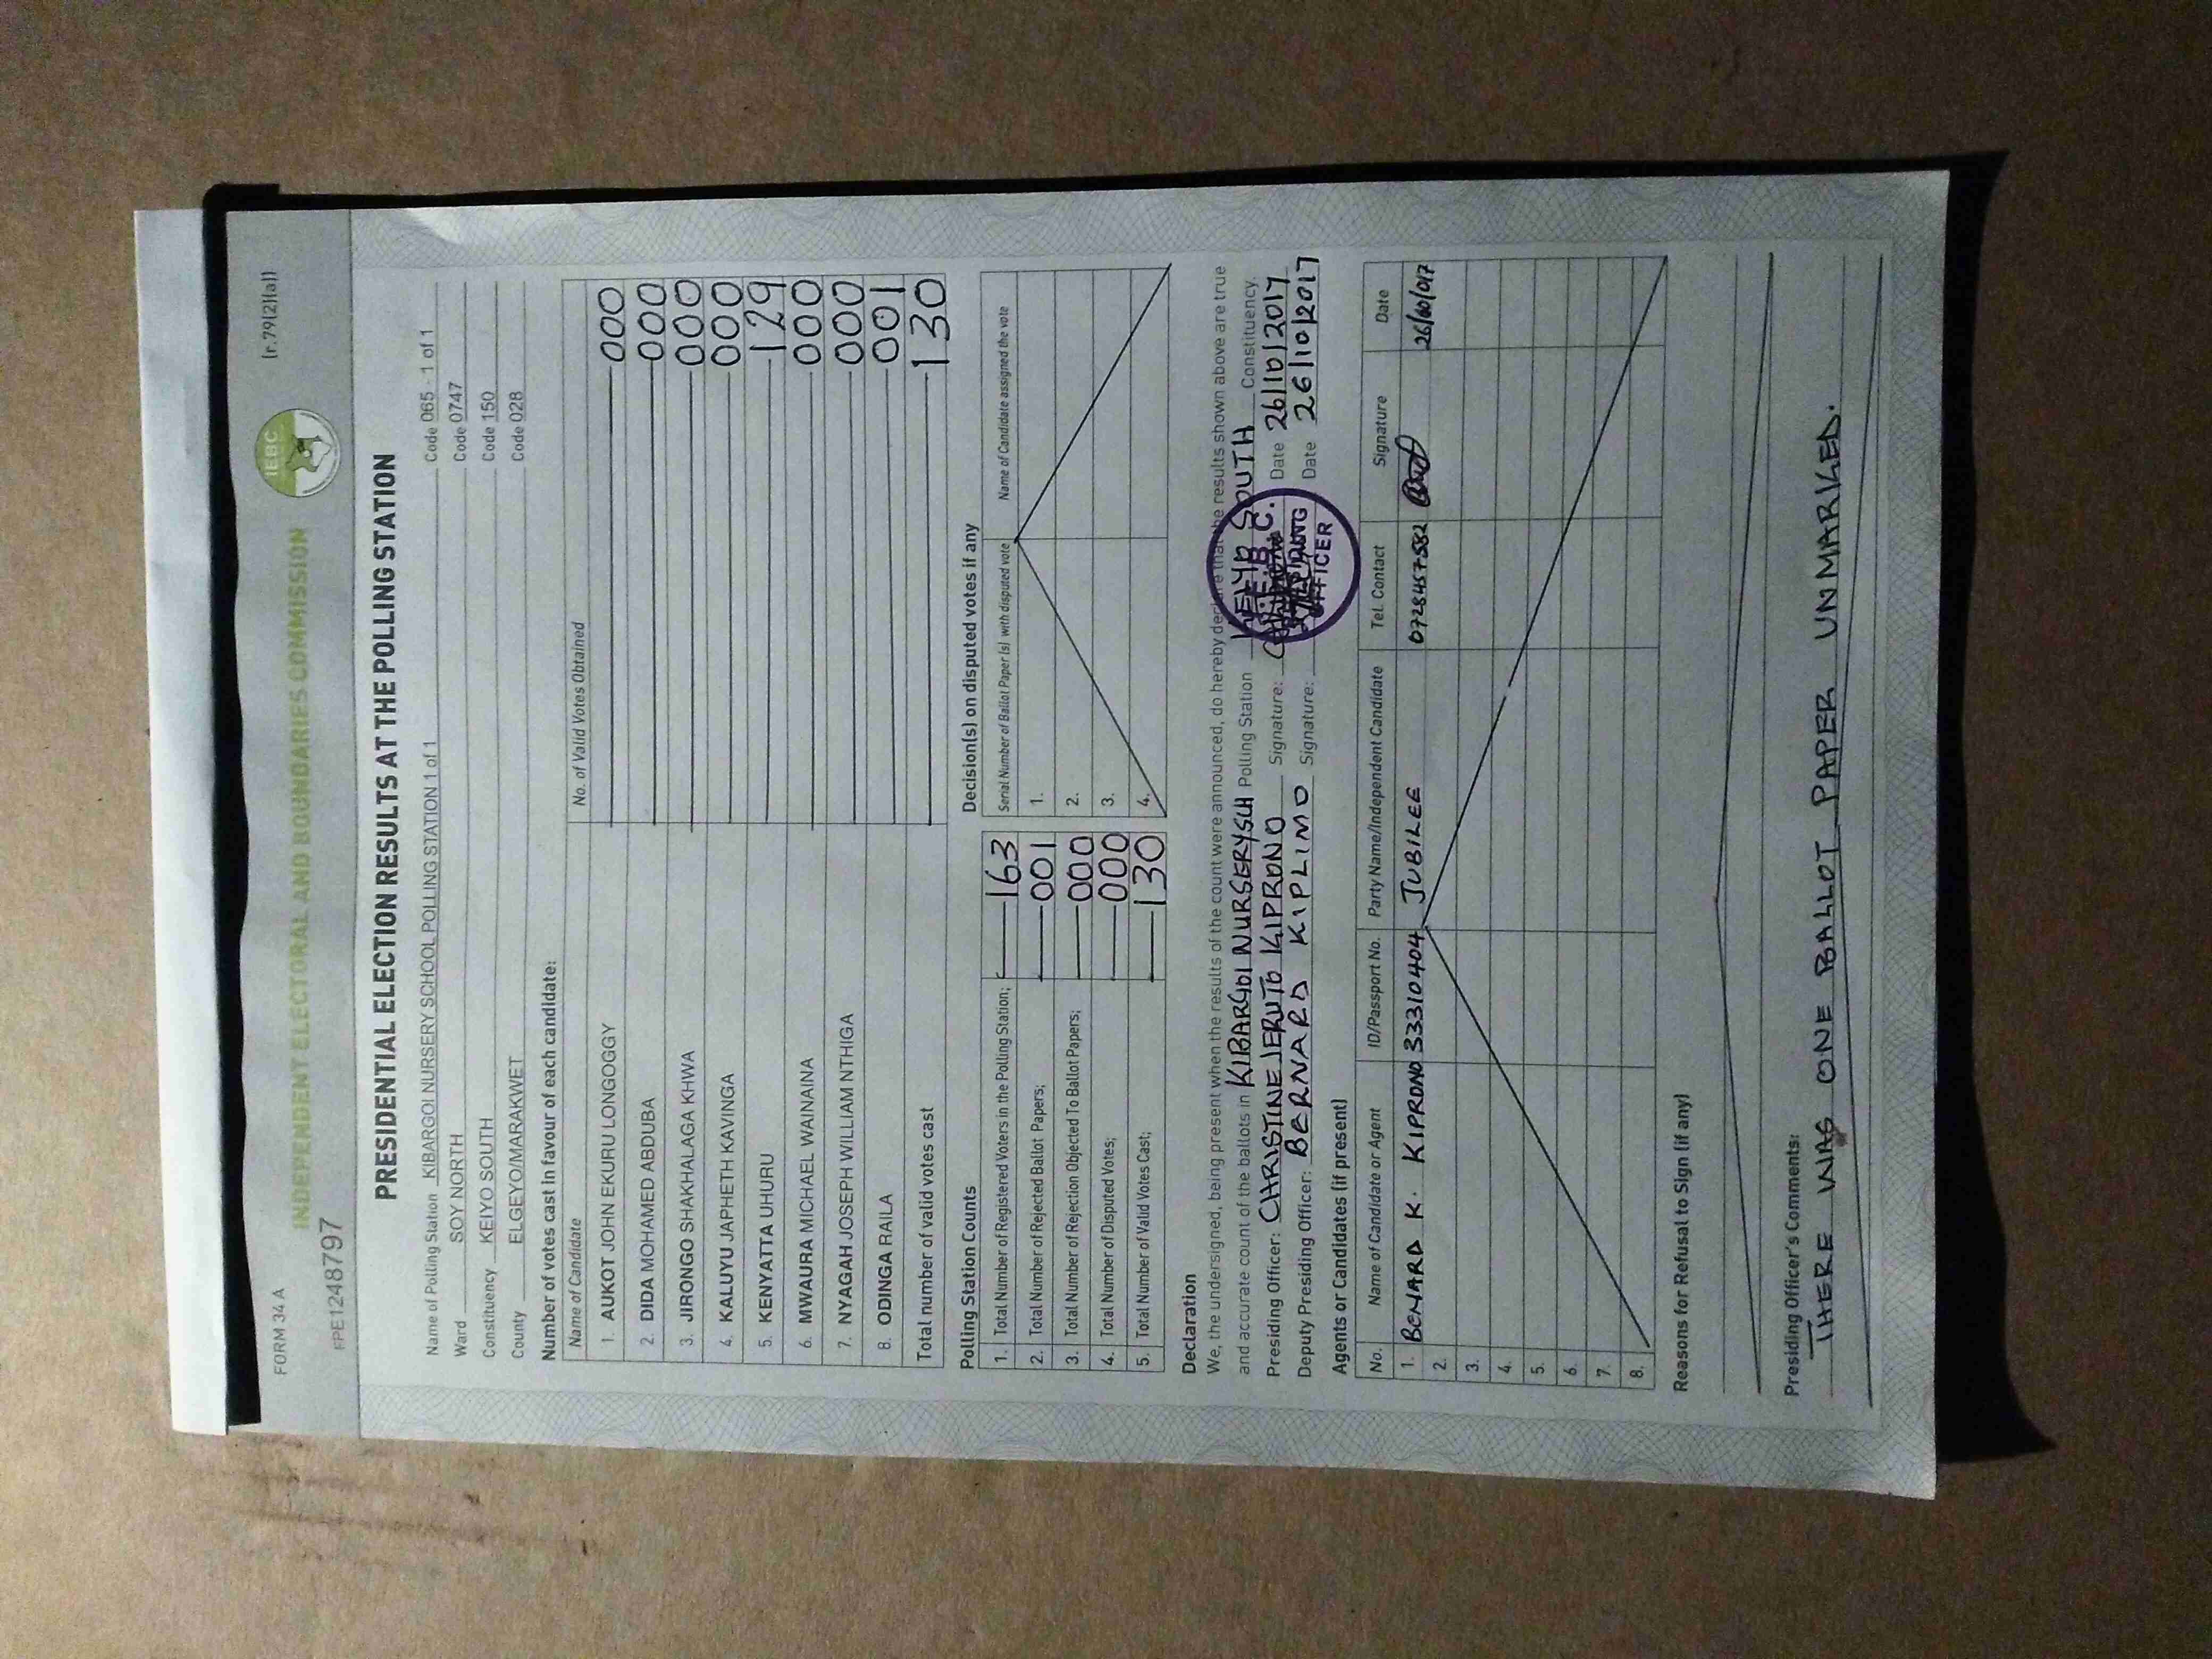 FORM 34 A
(r.79(2)(a))
FPE12487797
INDEPENDENT ELECTORAL AND BOUNDARIES COMMISSION
IEBC
PRESIDENTIAL ELECTION RESULTS AT THE POLLING STATION
Name of Polling Station KIBARGOI NURSERY SCHOOL POLLING STATION 1 of 1 Code 065 - 1 of 1
Ward SOY NORTH Code 0747
Constituency KEIYO SOUTH Code 150
County ELGEYO/MARAKWET Code 028
Number of votes cast in favour of each candidate:
Name of Candidate No. of Valid Votes Obtained
1. AUKOT JOHN EKURU LONGOGGY 000
2. DIDA MOHAMED ABDUBA 000
3. JIRONGO SHAKHALAGA KHWA 000
4. KALUYU JAPHETH KAVINGA 000
5. KENYATTA UHURU 129
6. MWAURA MICHAEL WAINAINA 000
7. NYAGAH JOSEPH WILLIAM NTHIGA 000
8. ODINGA RAILA 001
Total number of valid votes cast 130
Polling Station Counts
1. Total Number of Registered Voters in the Polling Station; 163
2. Total Number of Rejected Ballot Papers; 001
3. Total Number of Rejection Objected To Ballot Papers; 000
4. Total Number of Disputed Votes; 000
5. Total Number of Valid Votes Cast; 130
Decision(s) on disputed votes if any
Serial Number of Ballot Paper (s) with disputed vote Name of Candidate assigned the vote
1.
2.
3.
4.
Declaration
We, the undersigned, being present when the results of the count were announced, do hereby declare that the results shown above are true
and accurate count of the ballots in KIBARGOI NURSERY SCH Polling Station KEIYO SOUTH Constituency.
Presiding Officer: CHRISTINE JERUTO KIPRONO Signature: Date 26/10/2017
Deputy Presiding Officer: BERNARD KIPLIMO Signature: Date 26/10/2017
I.E.B.C.
PRESIDING
OFFICER
Agents or Candidates (if present)
No. Name of Candidate or Agent ID/Passport No. Party Name/Independent Candidate Tel. Contact Signature Date
1. BENARD K. KIPRONO 33310404 JUBILEE 0728457582
2.
3.
4.
5.
6.
7.
8.
Reasons for Refusal to Sign (if any)
Presiding Officer's Comments:
THERE WAS ONE BALLOT PAPER UNMARKED.